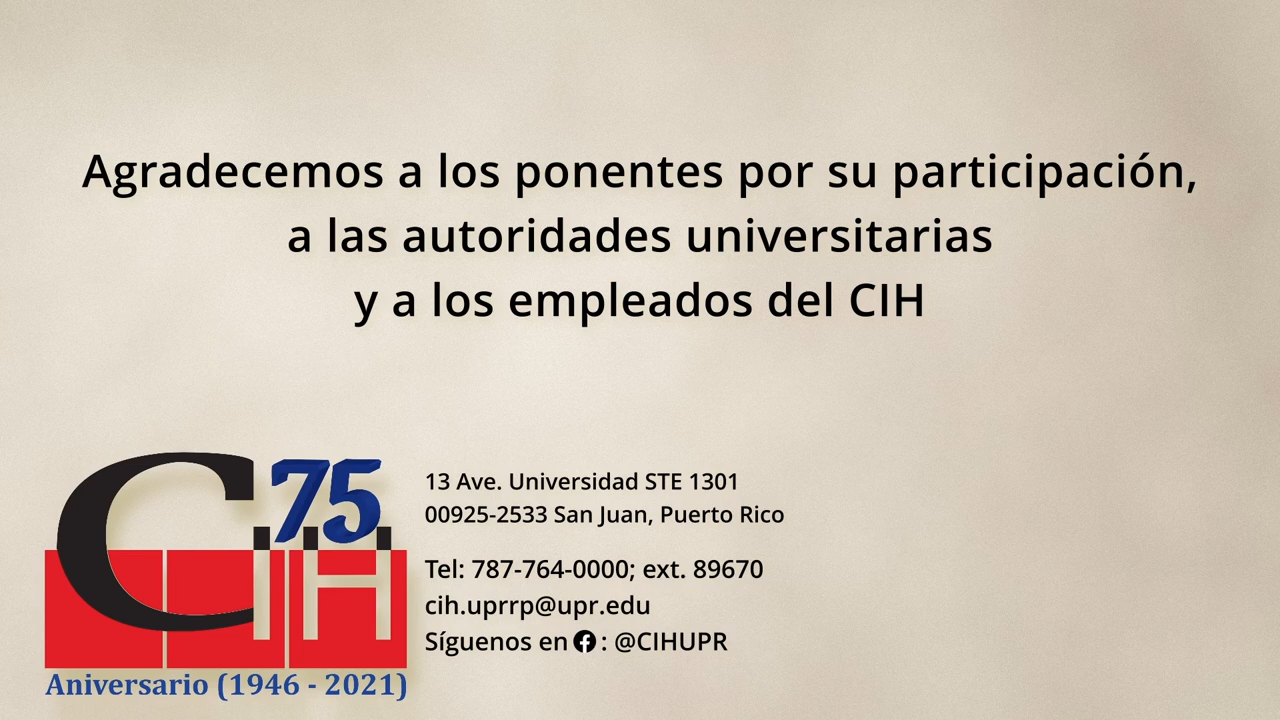 Agradecemos a los ponentes por su participación,
a las autoridades universitarias
y a los empleados del CIH
CIH 75
Aniversario (1946 - 2021)
13 Ave. Universidad STE 1301
00925-2533 San Juan, Puerto Rico
Tel: 787-764-0000; ext. 89670
cih.uprrp@upr.edu
Síguenos en : @CIHUPR